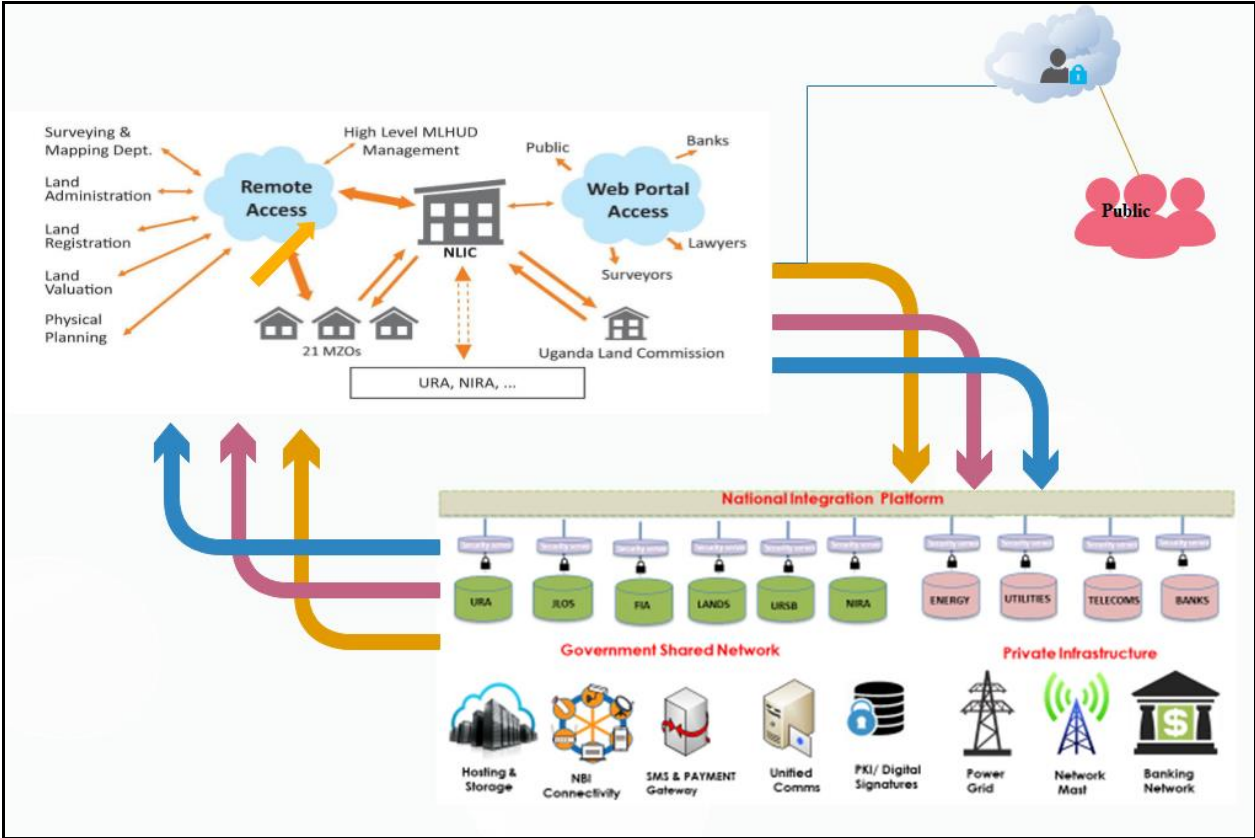 Surveying &
Mapping Dept.
Land
Administration
Land
Registration
Land
Valuation
Physical
Planning
Remote
Access
High Level MLHUD
Management
NLIC
21 MZOs
URA, NIRA, ...
Public
Banks
Web Portal
Access
Lawyers
Surveyors
Uganda Land Commission
Public
National Integration Platform
URA
JLOS
FIA
LANDS
URSB
NIRA
ENERGY
UTILITIES
TELECOMS
BANKS
Government Shared Network
Private Infrastructure
Hosting &
Storage
NBI
Connectivity
SMS & PAYMENT
Gateway
Unified
Comms
PKI/ Digital
Signatures
Power
Grid
Network
Mast
Banking
Network